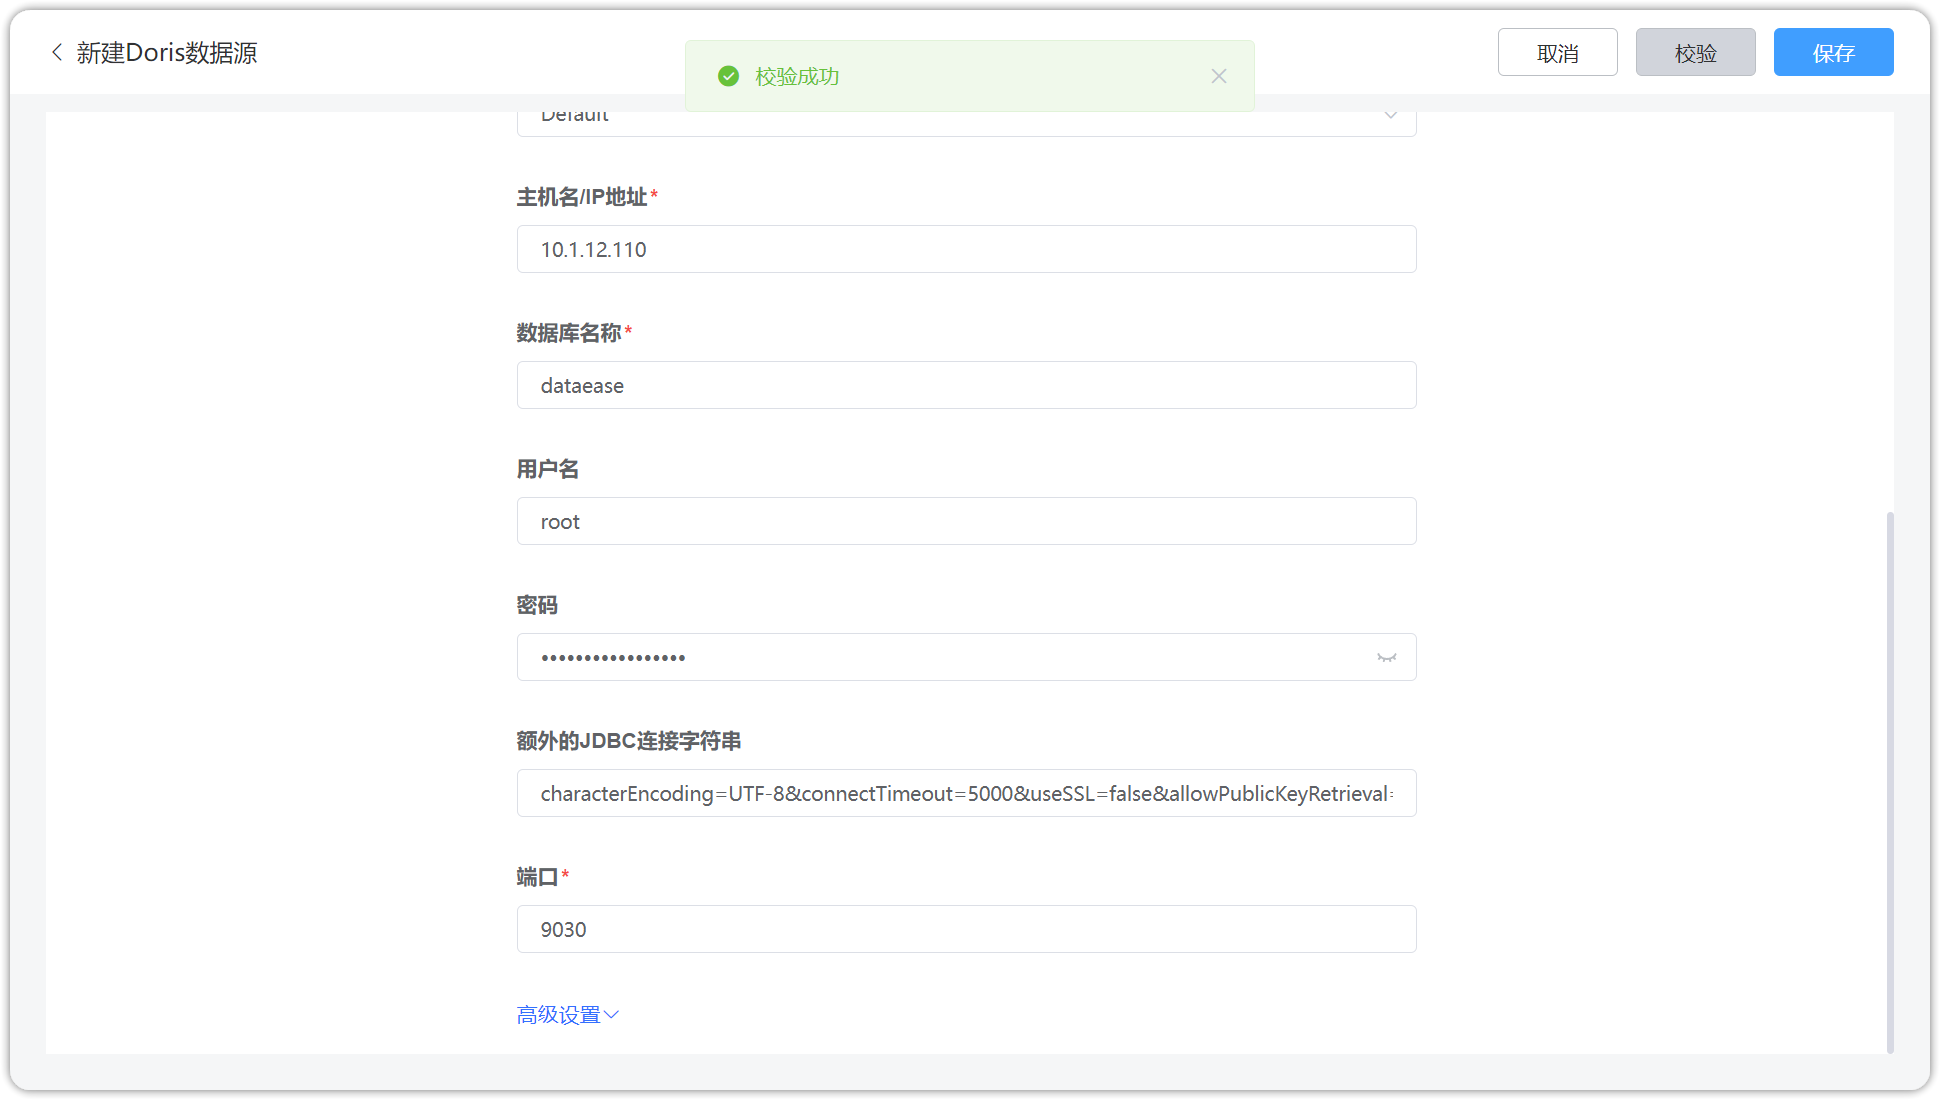 新建Doris数据源
校验成功
取消
校验
保存
Default
主机名/IP地址*
10.1.12.110
数据库名称*
dataease
用户名
root
密码
•••••••••••••••••
额外的JDBC连接字符串
characterEncoding=UTF-8&connectTimeout=5000&useSSL=false&allowPublicKeyRetrieval=
端口*
9030
高级设置